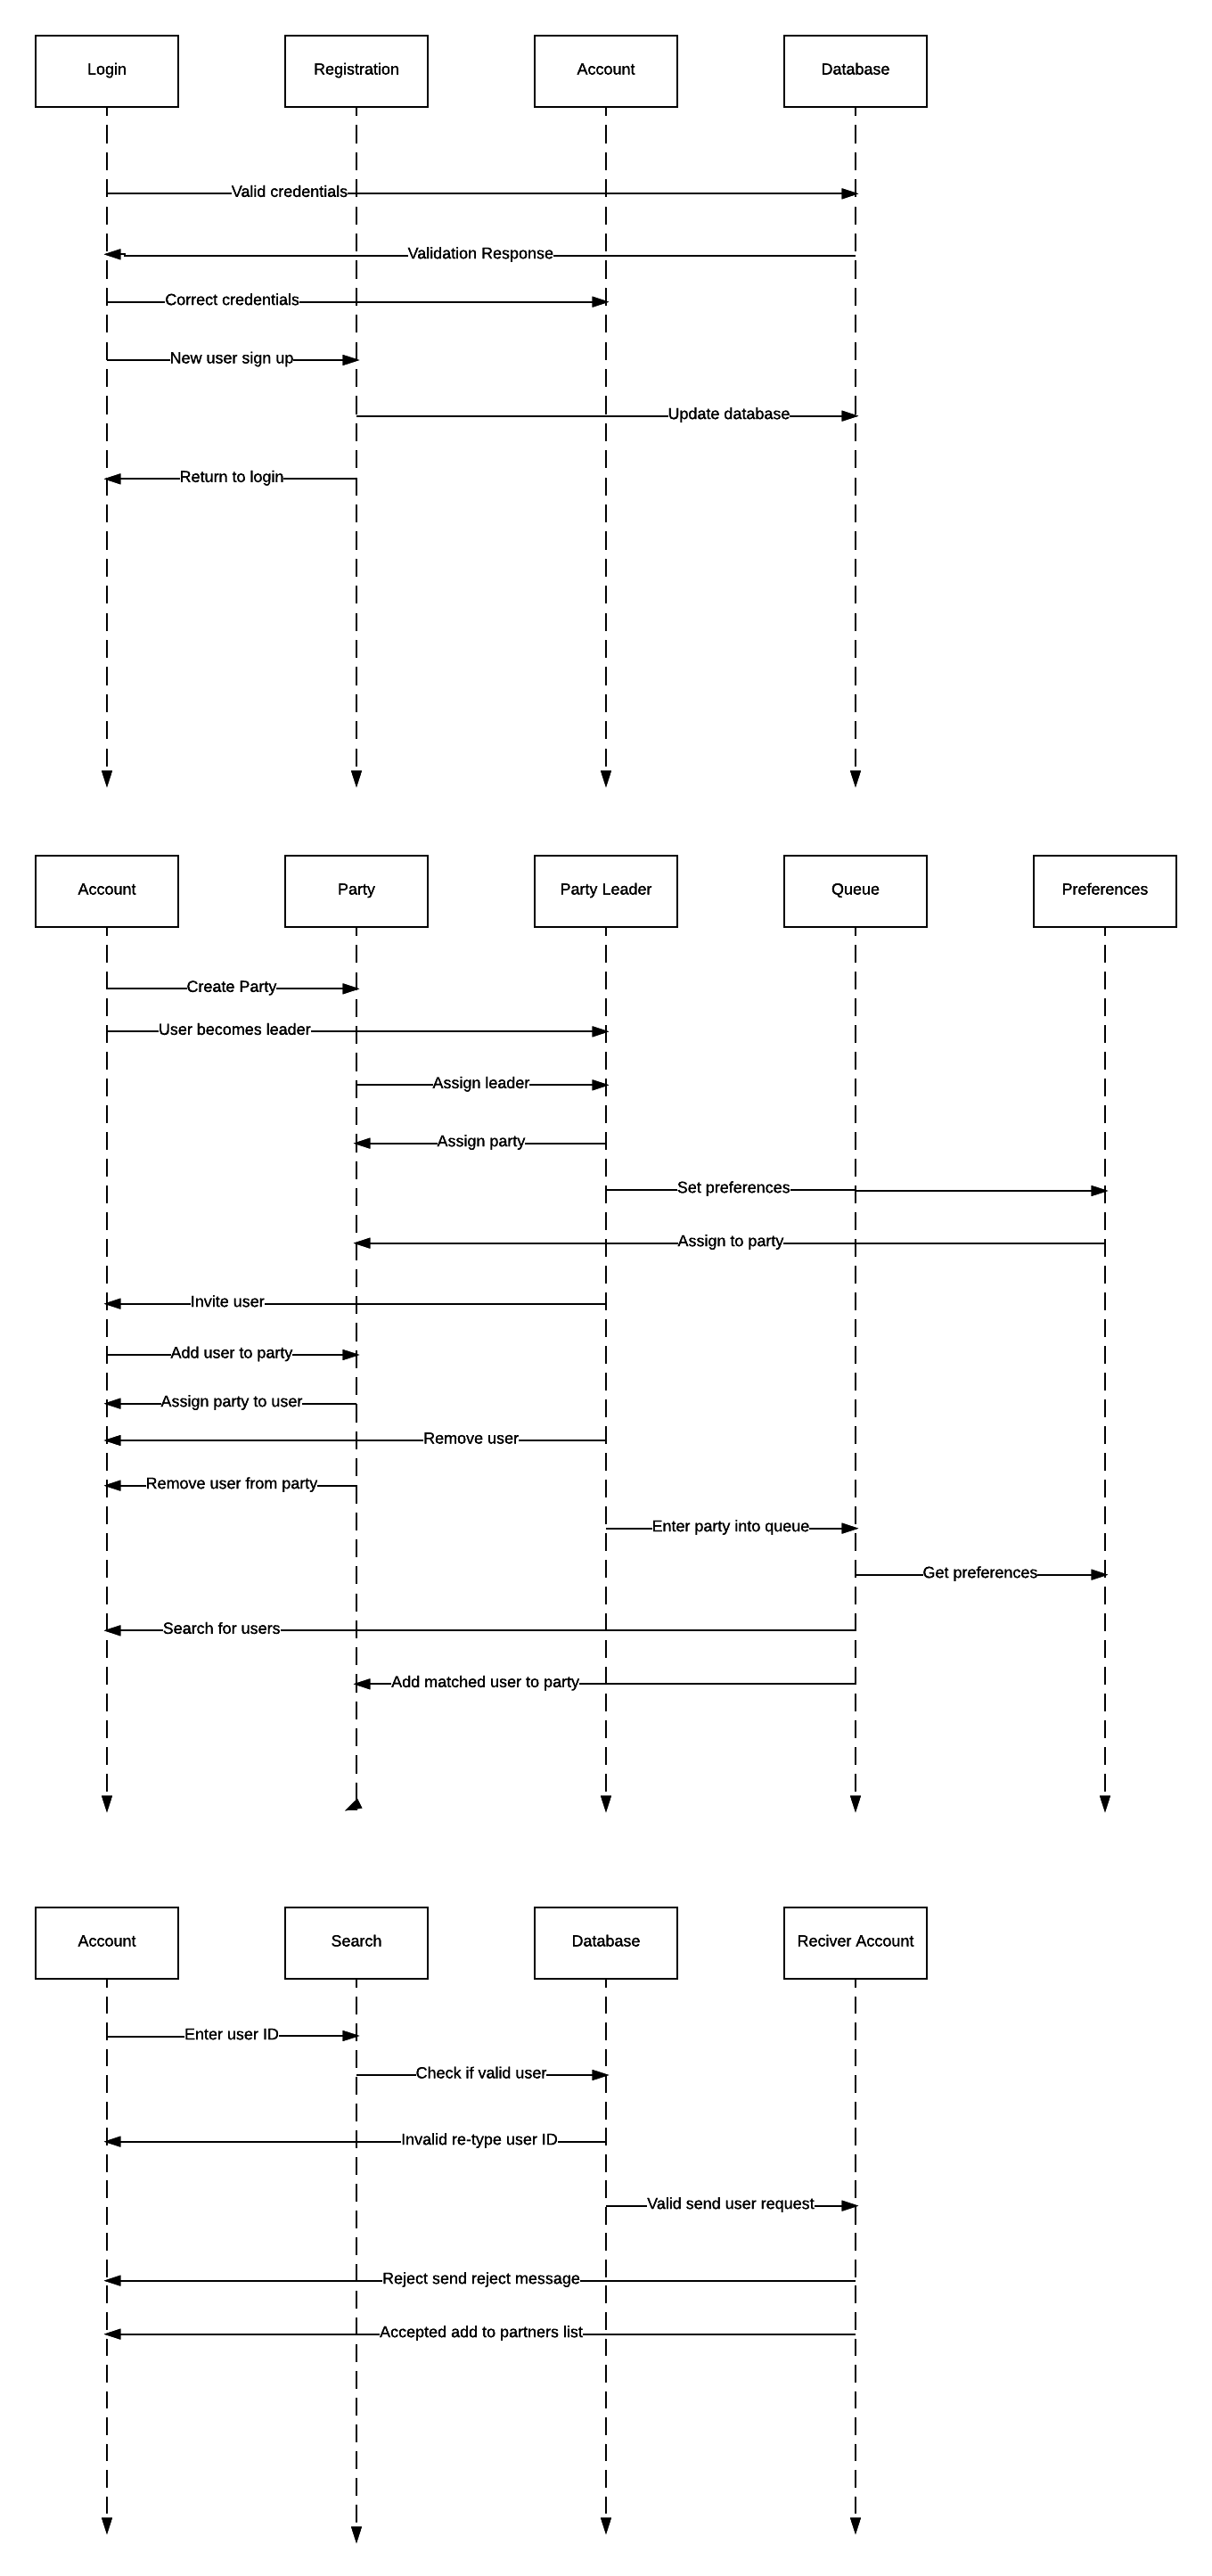 Login
Registration
Account
Database
Valid credentials
Validation Response
Correct credentials
New user sign up
Update database
Return to login
Account
Party
Party Leader
Queue
Preferences
Create Party
User becomes leader
Assign leader
Assign party
Set preferences
Assign to party
Invite user
Add user to party
Assign party to user
Remove user
Remove user from party
Enter party into queue
Get preferences
Search for users
Add matched user to party
Account
Search
Database
Reciver Account
Enter user ID
Check if valid user
Invalid re-type user ID
Valid send user request
Reject send reject message
Accepted add to partners list